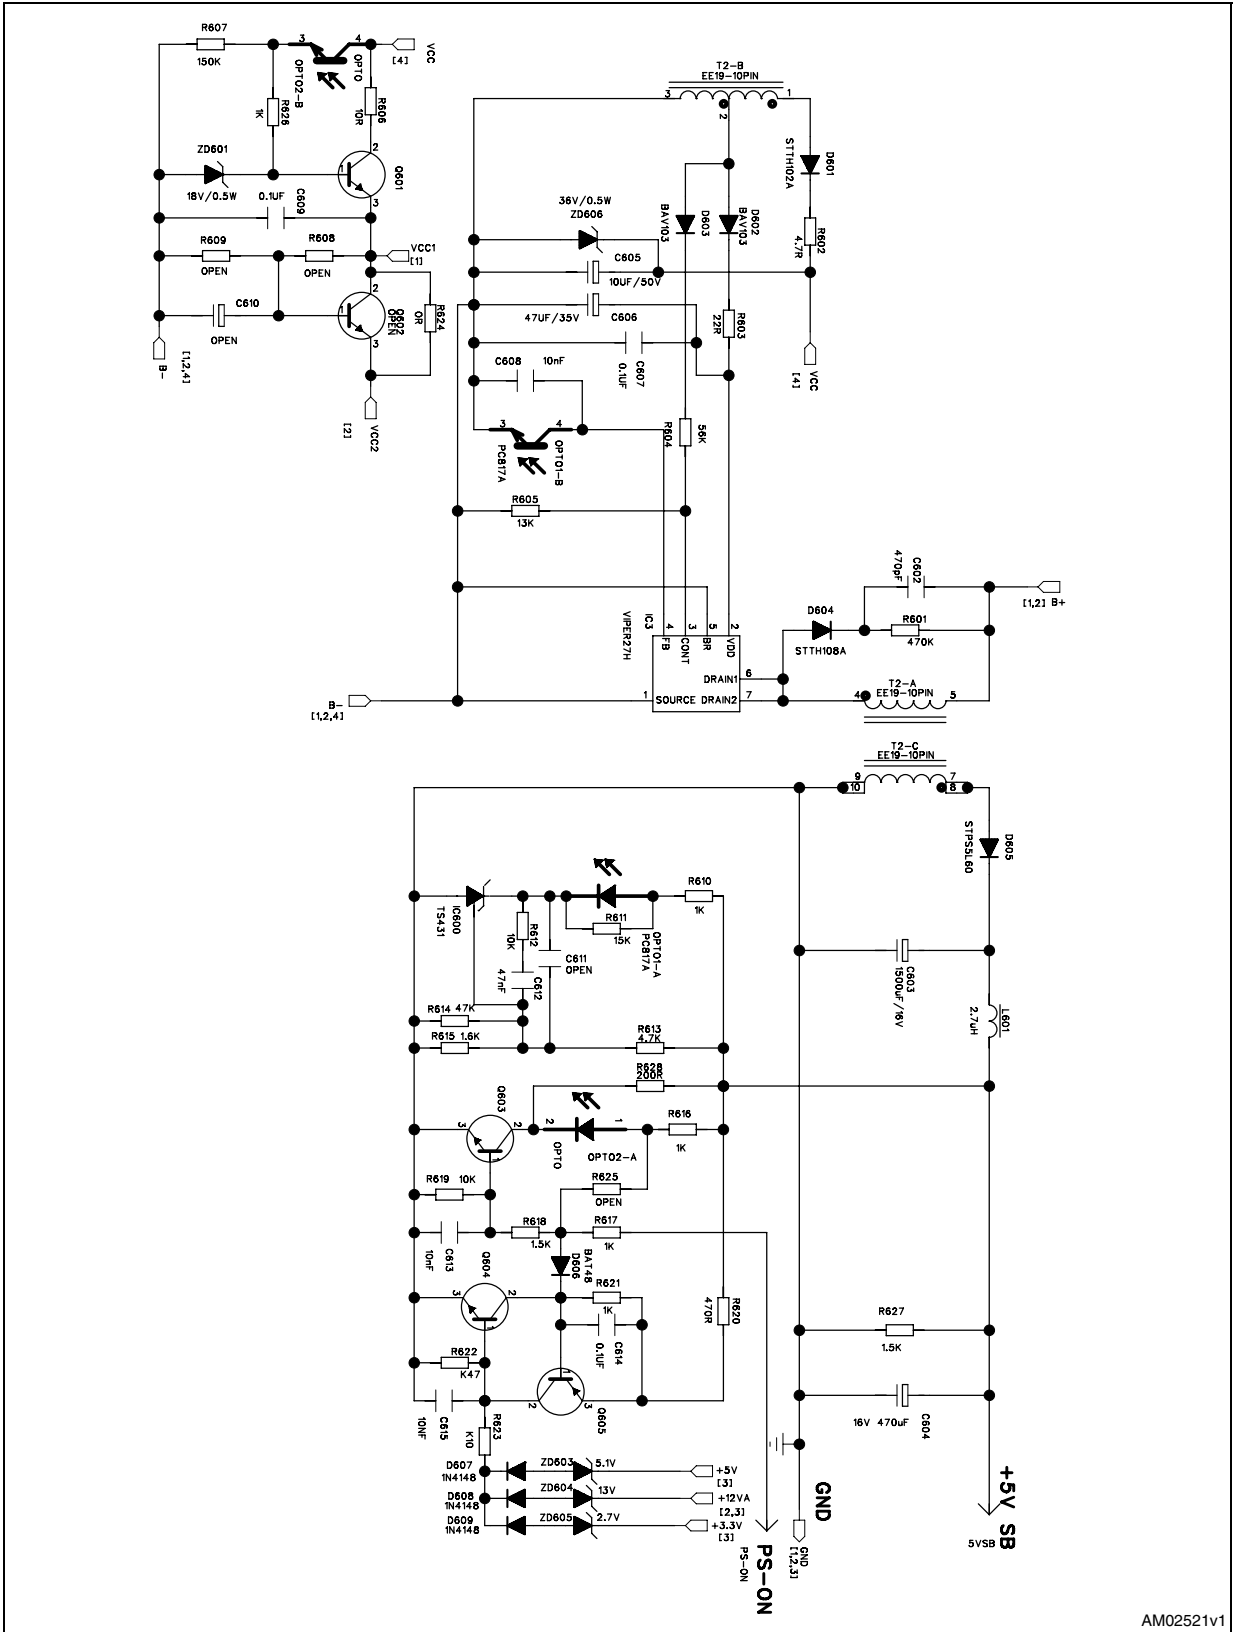 R607
150K
3
4
OPTO
OPTO2-B
VCC
[4]
R626
1K
R606
10R
ZD601
18V/0.5W
1
2
3
Q601
0.1UF
C609
R609
OPEN
R608
OPEN
VCC1
[1]
C610
OPEN
1
2
3
Q602
OPEN
R624
0R
B-
[1,2,4]
VCC2
[2]
T2-B
EE19-10PIN
3
2
1
D601
STTH102A
R602
4.7R
36V/0.5W
ZD606
D603
BAV103
D602
BAV103
C605
10UF/50V
47UF/35V
C606
C607
0.1UF
R603
22R
VCC
[4]
C608
10nF
3
4
OPTO1-B
PC817A
R604
56K
R605
13K
IC3
VIPER27H
4
3
5
2
FB
CONT
BR
VDD
DRAIN1
6
1
SOURCE
DRAIN2
7
B-
[1,2,4]
C602
470pF
[1,2] B+
D604
STTH108A
R601
470K
T2-A
EE19-10PIN
4
5
T2-C
EE19-10PIN
9
10
7
8
D605
STPS5L60
IC600
TS431
R610
1K
R611
15K
OPTO1-A
PC817A
R612
10K
C611
OPEN
C612
47nF
C603
1500uF/16V
L601
2.7uH
R614
47K
R615
1.6K
R613
4.7K
R628
200R
Q603
3
2
1
2
1
OPTO
OPTO2-A
R616
1K
R619
10K
R625
OPEN
R618
1.5K
R617
1K
C613
10nF
Q604
3
2
1
BAT48
D606
R621
1K
C614
0.1UF
R620
470R
R627
1.5K
R622
K47
C615
10NF
R623
K10
1
2
3
Q605
16V 470uF
C604
D607
1N4148
ZD603
5.1V
+5V
[3]
D608
1N4148
ZD604
13V
+12VA
[2,3]
D609
1N4148
ZD605
2.7V
+3.3V
[3]
PS-ON
PS-ON
GND
GND
[1,2,3]
+5V SB
5VSB
AM02521v1